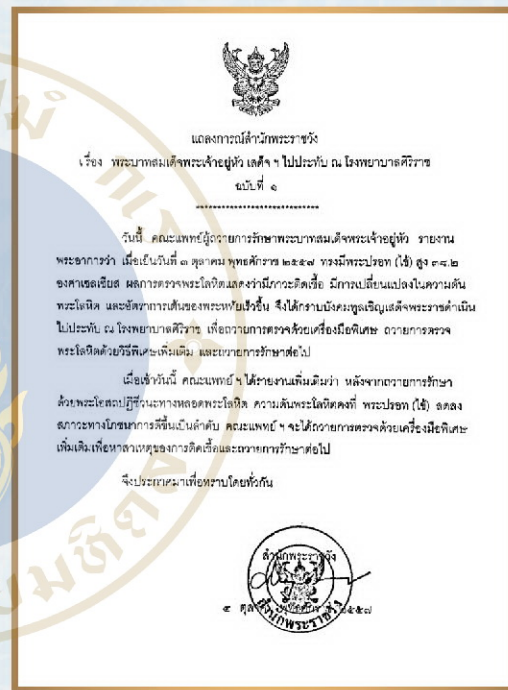 แถลงการณ์สำนักพระราชวัง
เรื่อง พระบาทสมเด็จพระเจ้าอยู่หัว เสด็จ ฯ ไปประทับ ณ โรงพยาบาลศิริราช
ฉบับที่ ๑
****************************
วันนี้ คณะแพทย์ผู้ถวายการรักษาพระบาทสมเด็จพระเจ้าอยู่หัว รายงาน
พระอาการว่า เมื่อเย็นวันที่ ๓ ตุลาคม พุทธศักราช ๒๕๕๗ ทรงมีพระปรอท (ไข้) สูง ๓๘.๒
องศาเซลเซียส ผลการตรวจพระโลหิตแสดงว่ามีภาวะติดเชื้อ มีการเปลี่ยนแปลงในความดัน
พระโลหิต และอัตราการเต้นของพระหทัยเร็วขึ้น จึงได้กราบบังคมทูลเชิญเสด็จพระราชดำเนิน
ไปประทับ ณ โรงพยาบาลศิริราช เพื่อถวายการตรวจด้วยเครื่องมือพิเศษ ถวายการตรวจ
พระโลหิตด้วยวิธีพิเศษเพิ่มเติม และถวายการรักษาต่อไป
เมื่อเช้าวันนี้ คณะแพทย์ ฯ ได้รายงานเพิ่มเติมว่า หลังจากถวายการรักษา
ด้วยพระโอสถปฏิชีวนะทางหลอดพระโลหิต ความดันพระโลหิตคงที่ พระปรอท (ไข้) ลดลง
สภาวะทางโภชนาการดีขึ้นเป็นลำดับ คณะแพทย์ ฯ จะได้ถวายการตรวจด้วยเครื่องมือพิเศษ
เพิ่มเติมเพื่อหาสาเหตุของการติดเชื้อและถวายการรักษาต่อไป
จึงประกาศมาเพื่อทราบโดยทั่วกัน
สำนักพระราชวัง
สำนักพระราชวัง
๒๕๕๗